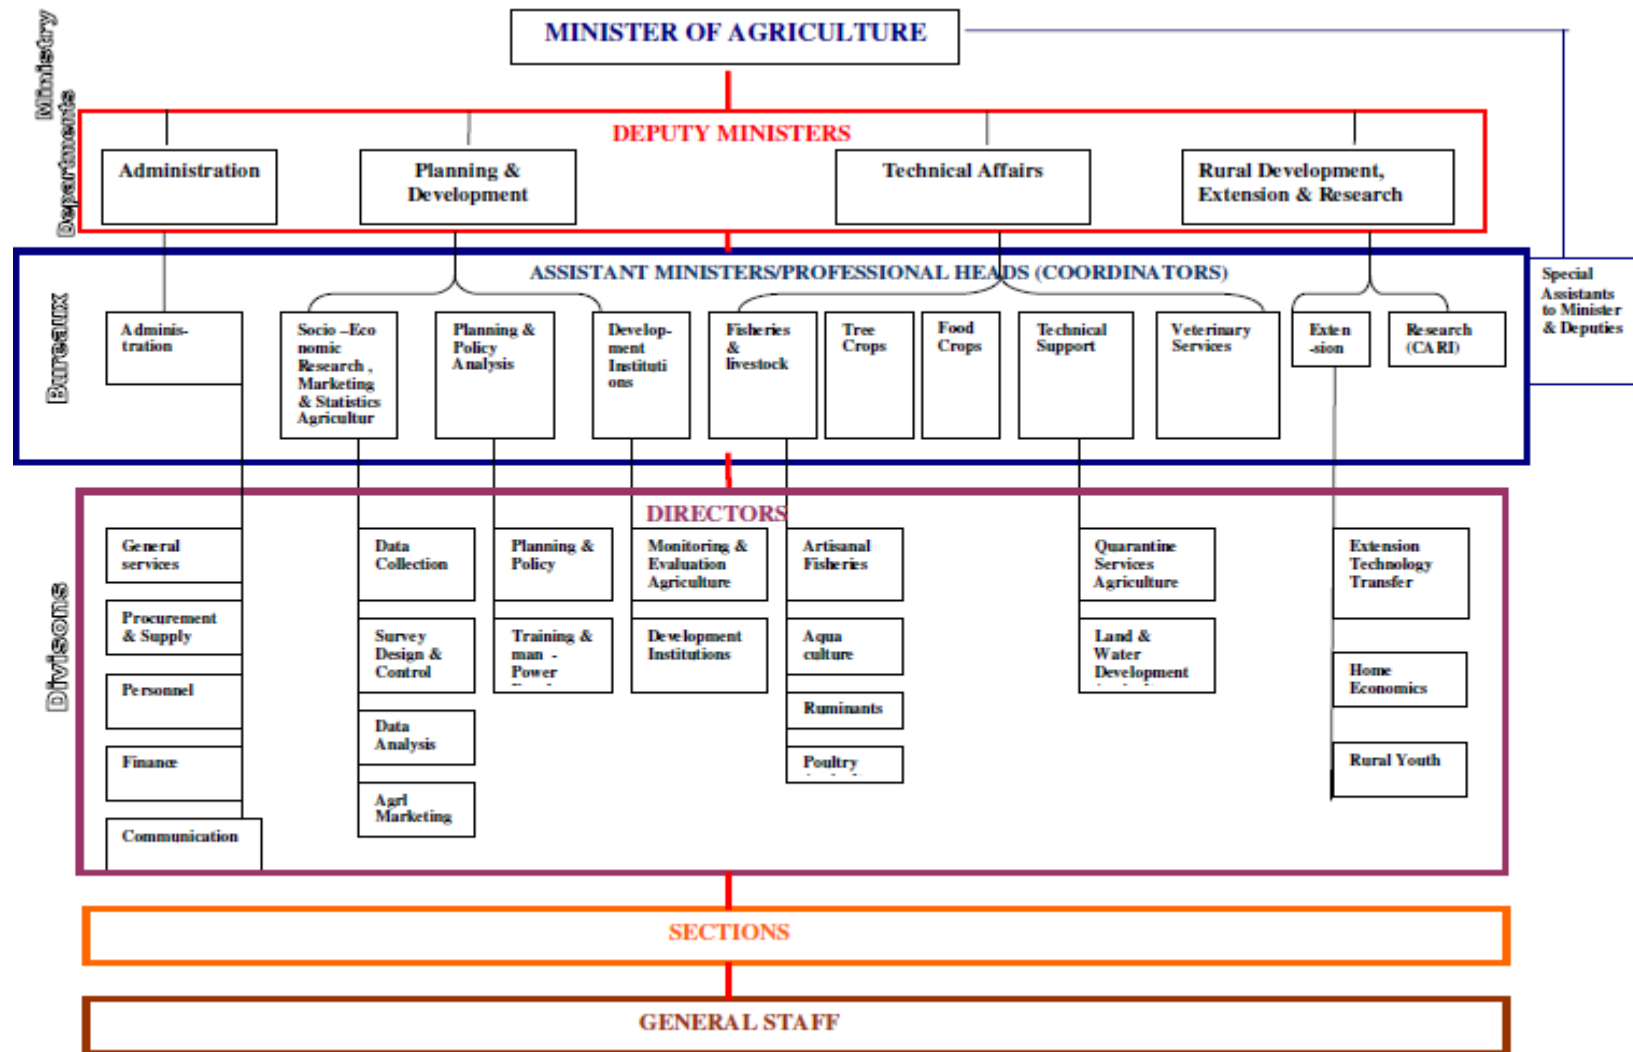 MINISTER OF AGRICULTURE
Ministry
Departments
DEPUTY MINISTERS
Administration
Planning &
Development
Technical Affairs
Rural Development,
Extension & Research
Bureaux
ASSISTANT MINISTERS/PROFESSIONAL HEADS (COORDINATORS)
Special
Assistants
to Minister
& Deputies
Adminis-
tration
Socio –Eco
nomic
Research ,
Marketing
& Statistics
Agricultur
Planning &
Policy
Analysis
Develop-
ment
Instituti
ons
Fisheries
&
livestock
Tree
Crops
Food
Crops
Technical
Support
Veterinary
Services
Exten
-sion
Research
(CARI)
Divisons
DIRECTORS
General
services
Procurement
& Supply
Personnel
Finance
Communication
Data
Collection
Survey
Design &
Control
Data
Analysis
Agrl
Marketing
Planning &
Policy
Training &
man -
Power
Monitoring &
Evaluation
Agriculture
Development
Institutions
Artisanal
Fisheries
Aqua
culture
Ruminants
Poultry
Quarantine
Services
Agriculture
Land &
Water
Development
Extension
Technology
Transfer
Home
Economics
Rural Youth
SECTIONS
GENERAL STAFF